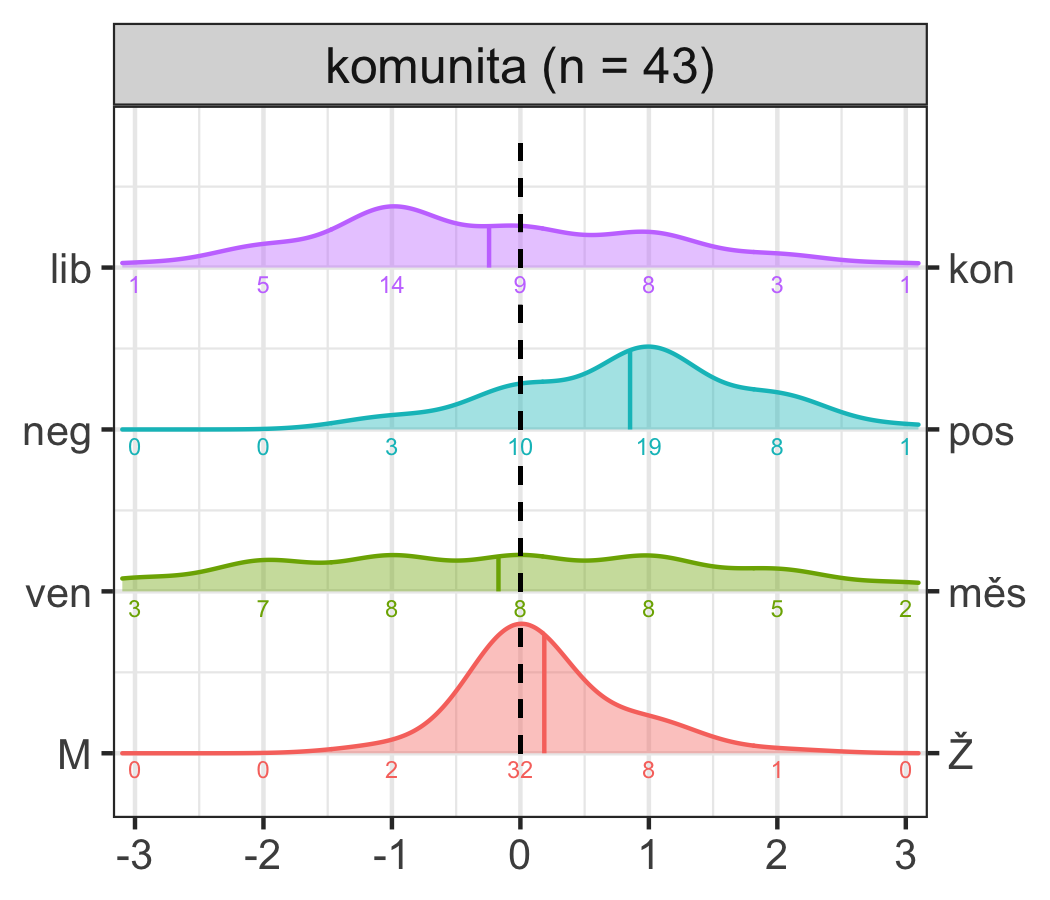 komunita (n = 43)
lib kon
1 5 14 9 8 3 1
neg pos
0 0 3 10 19 8 1
ven měs
3 7 8 8 8 5 2
M Ž
0 0 2 32 8 1 0
-3 -2 -1 0 1 2 3